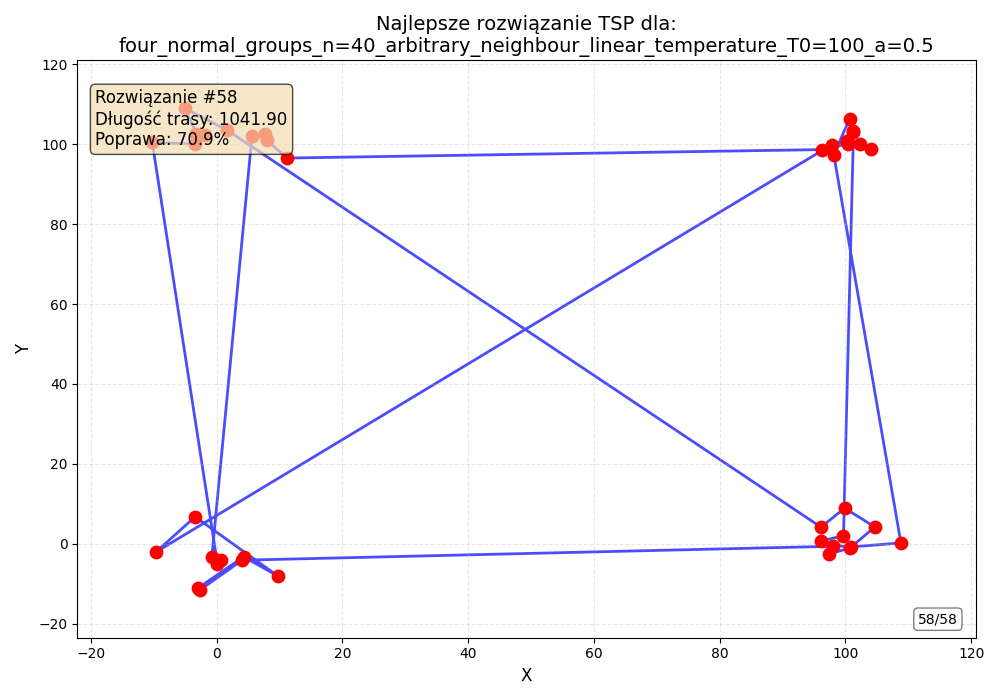 Najlepsze rozwiązanie TSP dla:
four_normal_groups_n=40_arbitrary_neighbour_linear_temperature_T0=100_a=0.5
Rozwiązanie #58
Długość trasy: 1041.90
Poprawa: 70.9%
120
100
80
60
40
20
0
−20
Y
58/58
−20 0 20 40 60 80 100 120
X